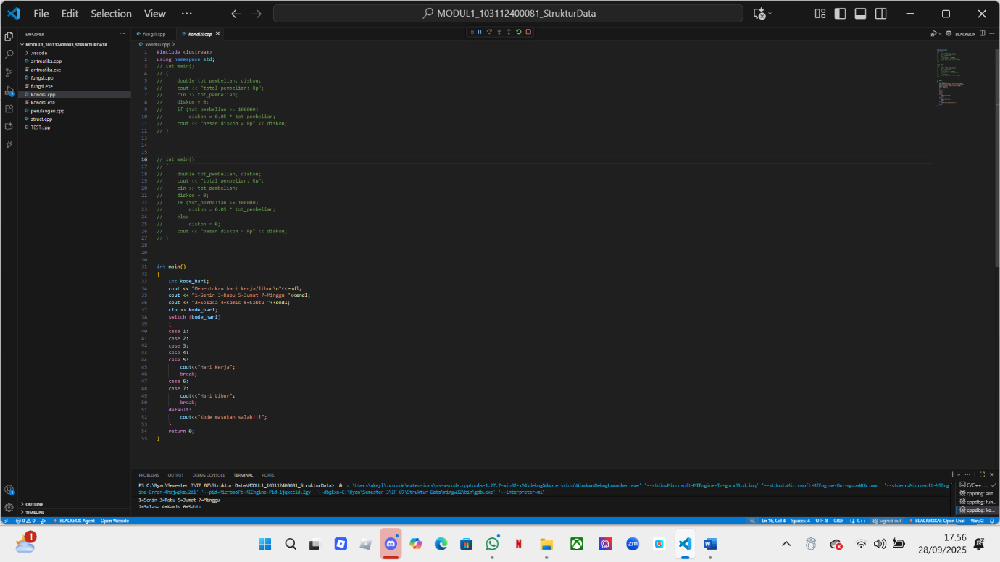 File Edit Selection View ... MODUL1_103112400081_StrukturData
EXPLORER ...
MODUL1_103112400081_STRUKTURDATA
.vscode
aritmatika.cpp
aritmatika.exe
fungsi.cpp
fungsi.exe
kondisi.cpp
kondisi.exe
perulangan.cpp
struct.cpp
TEST.cpp
OUTLINE
TIMELINE
fungsi.cpp kondisi.cpp
BLACKBOX
kondisi.cpp > ...
1 #include <iostream>
2 using namespace std;
3 // int main()
4 // {
5 //     double tot_pembelian, diskon;
6 //     cout << "total pembelian: Rp";
7 //     cin >> tot_pembelian;
8 //     diskon = 0;
9 //     if (tot_pembelian >= 100000)
10 //         diskon = 0.05 * tot_pembelian;
11 //     cout << "besar diskon = Rp" << diskon;
12 // }
13
14
15
16 // int main()
17 // {
18 //     double tot_pembelian, diskon;
19 //     cout << "total pembelian: Rp";
20 //     cin >> tot_pembelian;
21 //     diskon = 0;
22 //     if (tot_pembelian >= 100000)
23 //         diskon = 0.05 * tot_pembelian;
24 //     else
25 //         diskon = 0;
26 //     cout << "besar diskon = Rp" << diskon;
27 // }
28
29
30
31 int main()
32 {
33     int kode_hari;
34     cout << "Menentukan hari kerja/libur\n"<<endl;
35     cout << "1=Senin 3=Rabu 5=Jumat 7=Minggu "<<endl;
36     cout << "2=Selasa 4=Kamis 6=Sabtu "<<endl;
37     cin >> kode_hari;
38     switch (kode_hari)
39     {
40     case 1:
41     case 2:
42     case 3:
43     case 4:
44     case 5:
45         cout<<"Hari Kerja";
46         break;
47     case 6:
48     case 7:
49         cout<<"Hari Libur";
50         break;
51     default:
52         cout<<"Kode masukan salah!!!";
53     }
54     return 0;
55 }
PROBLEMS OUTPUT DEBUG CONSOLE TERMINAL PORTS
PS C:\Ryan\Semester 3\IF 07\Struktur Data\MODUL1_103112400081_StrukturData> & 'c:\Users\akeyl\.vscode\extensions\ms-vscode.cpptools-1.27.7-win32-x64\debugAdapters\bin\WindowsDebugLauncher.exe' '--stdin=Microsoft-MIEngine-In-gnrx51cd.imq' '--stdout=Microsoft-MIEngine-Out-qpza403c.uwc' '--stderr=Microsoft-MIEng
ine-Error-4hsjwpkz.2dl' '--pid=Microsoft-MIEngine-Pid-ljqxccld.2gy' '--dbgExe=C:\Ryan\Semester 3\IF 07\Struktur Data\mingw32\bin\gdb.exe' '--interpreter=mi'
1=Senin 3=Rabu 5=Jumat 7=Minggu
2=Selasa 4=Kamis 6=Sabtu
C/C++: ...
cppdbg: arit...
cppdbg: fun...
cppdbg: ko...
0 0 BLACKBOX Agent Open Website Ln 16, Col 4 Spaces: 4 UTF-8 CRLF C++ Signed out BLACKBOXAI: Open Chat Win32
1
17.56
28/09/2025